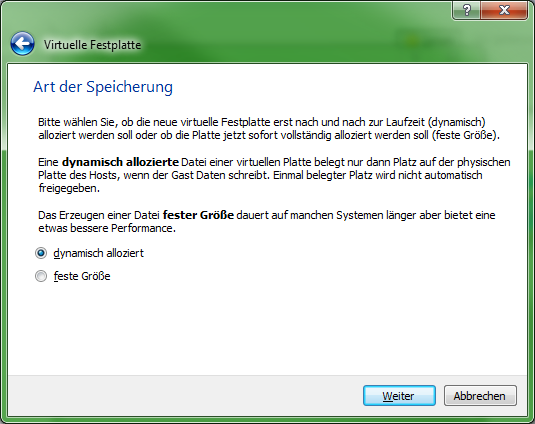 Virtuelle Festplatte
Art der Speicherung
Bitte wählen Sie, ob die neue virtuelle Festplatte erst nach und nach zur Laufzeit (dynamisch)
alloziert werden soll oder ob die Platte jetzt sofort vollständig alloziert werden soll (feste Größe).
Eine dynamisch allozierte Datei einer virtuellen Platte belegt nur dann Platz auf der physischen
Platte des Hosts, wenn der Gast Daten schreibt. Einmal belegter Platz wird nicht automatisch
freigegeben.
Das Erzeugen einer Datei fester Größe dauert auf manchen Systemen länger aber bietet eine
etwas bessere Performance.
dynamisch alloziert
feste Größe
Weiter
Abbrechen